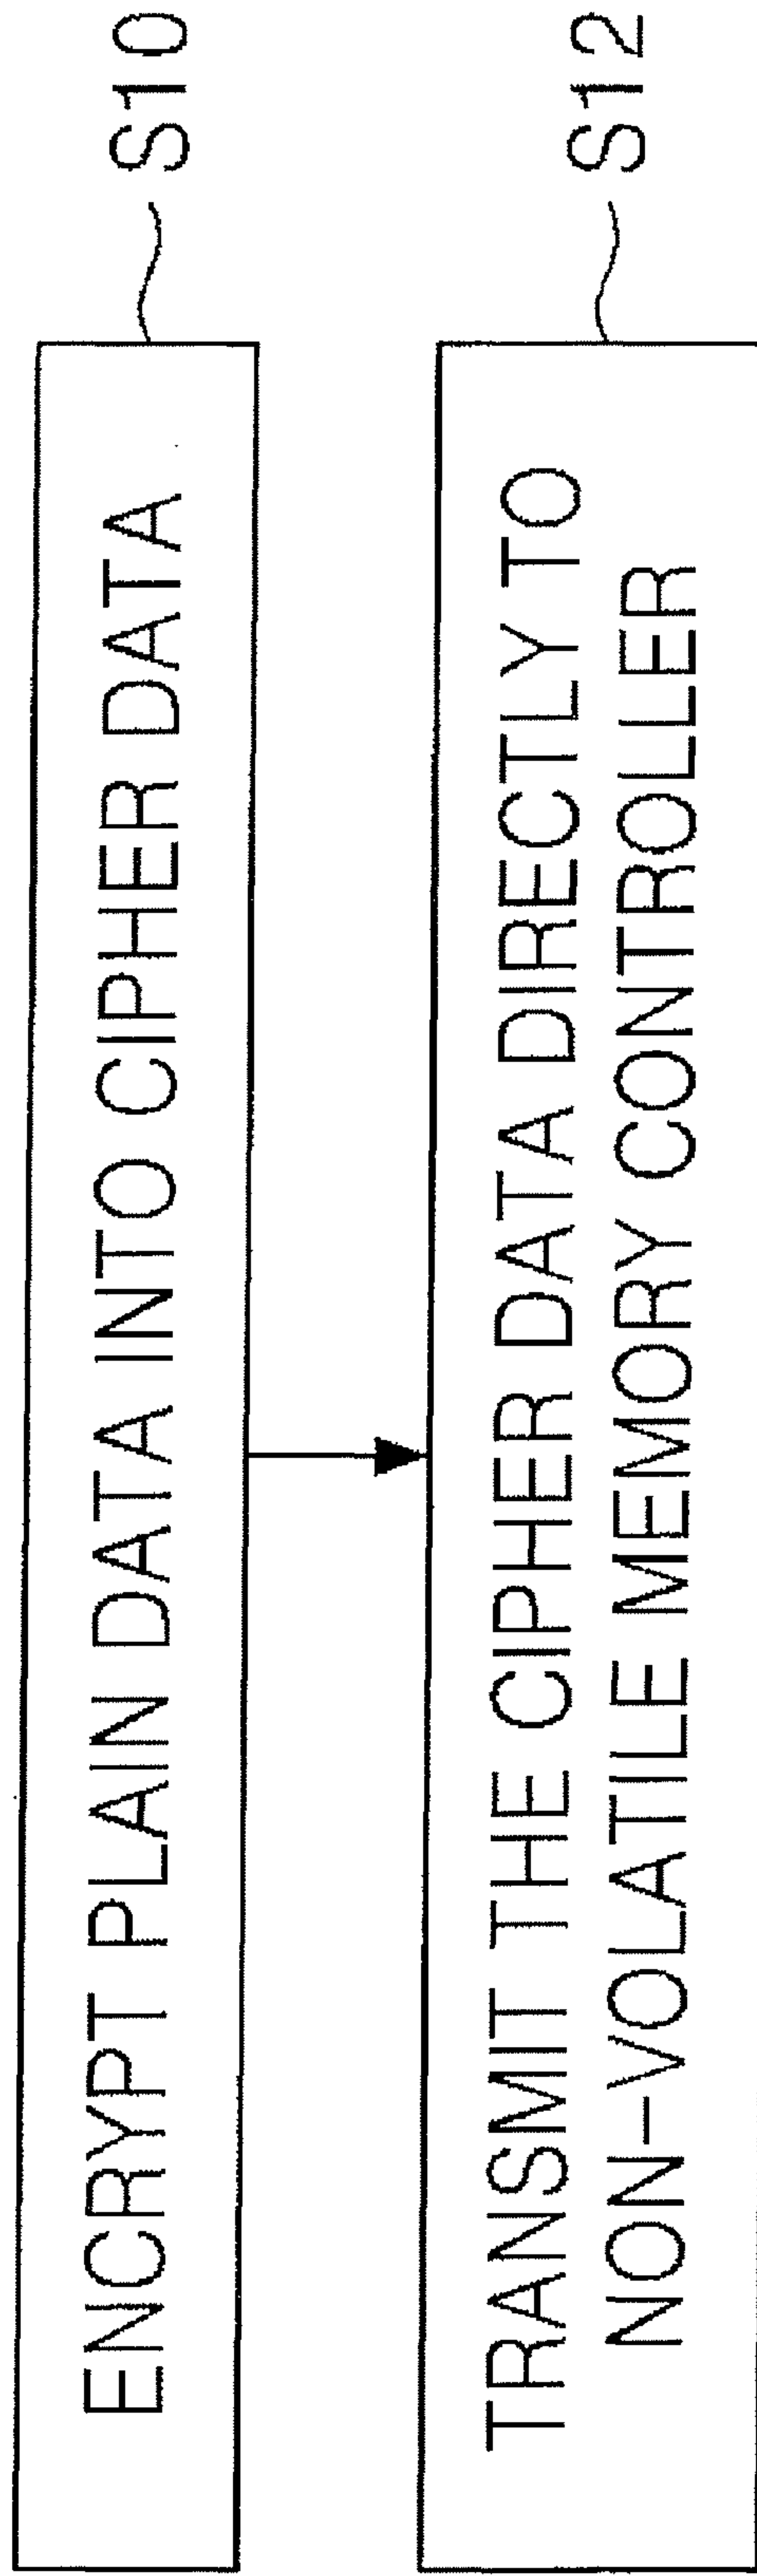 ENCRYPT PLAIN DATA INTO CIPHER DATA
S10
TRANSMIT THE CIPHER DATA DIRECTLY TO
NON-VOLATILE MEMORY CONTROLLER
S12